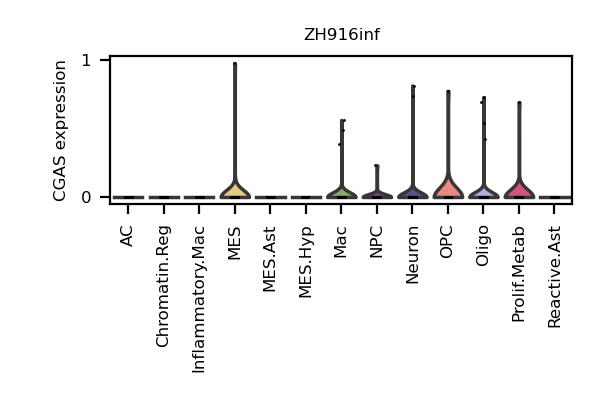 ZH916inf
CGAS expression
1
0
AC
Chromatin.Reg
Inflammatory.Mac
MES
MES.Ast
MES.Hyp
Mac
NPC
Neuron
OPC
Oligo
Prolif.Metab
Reactive.Ast